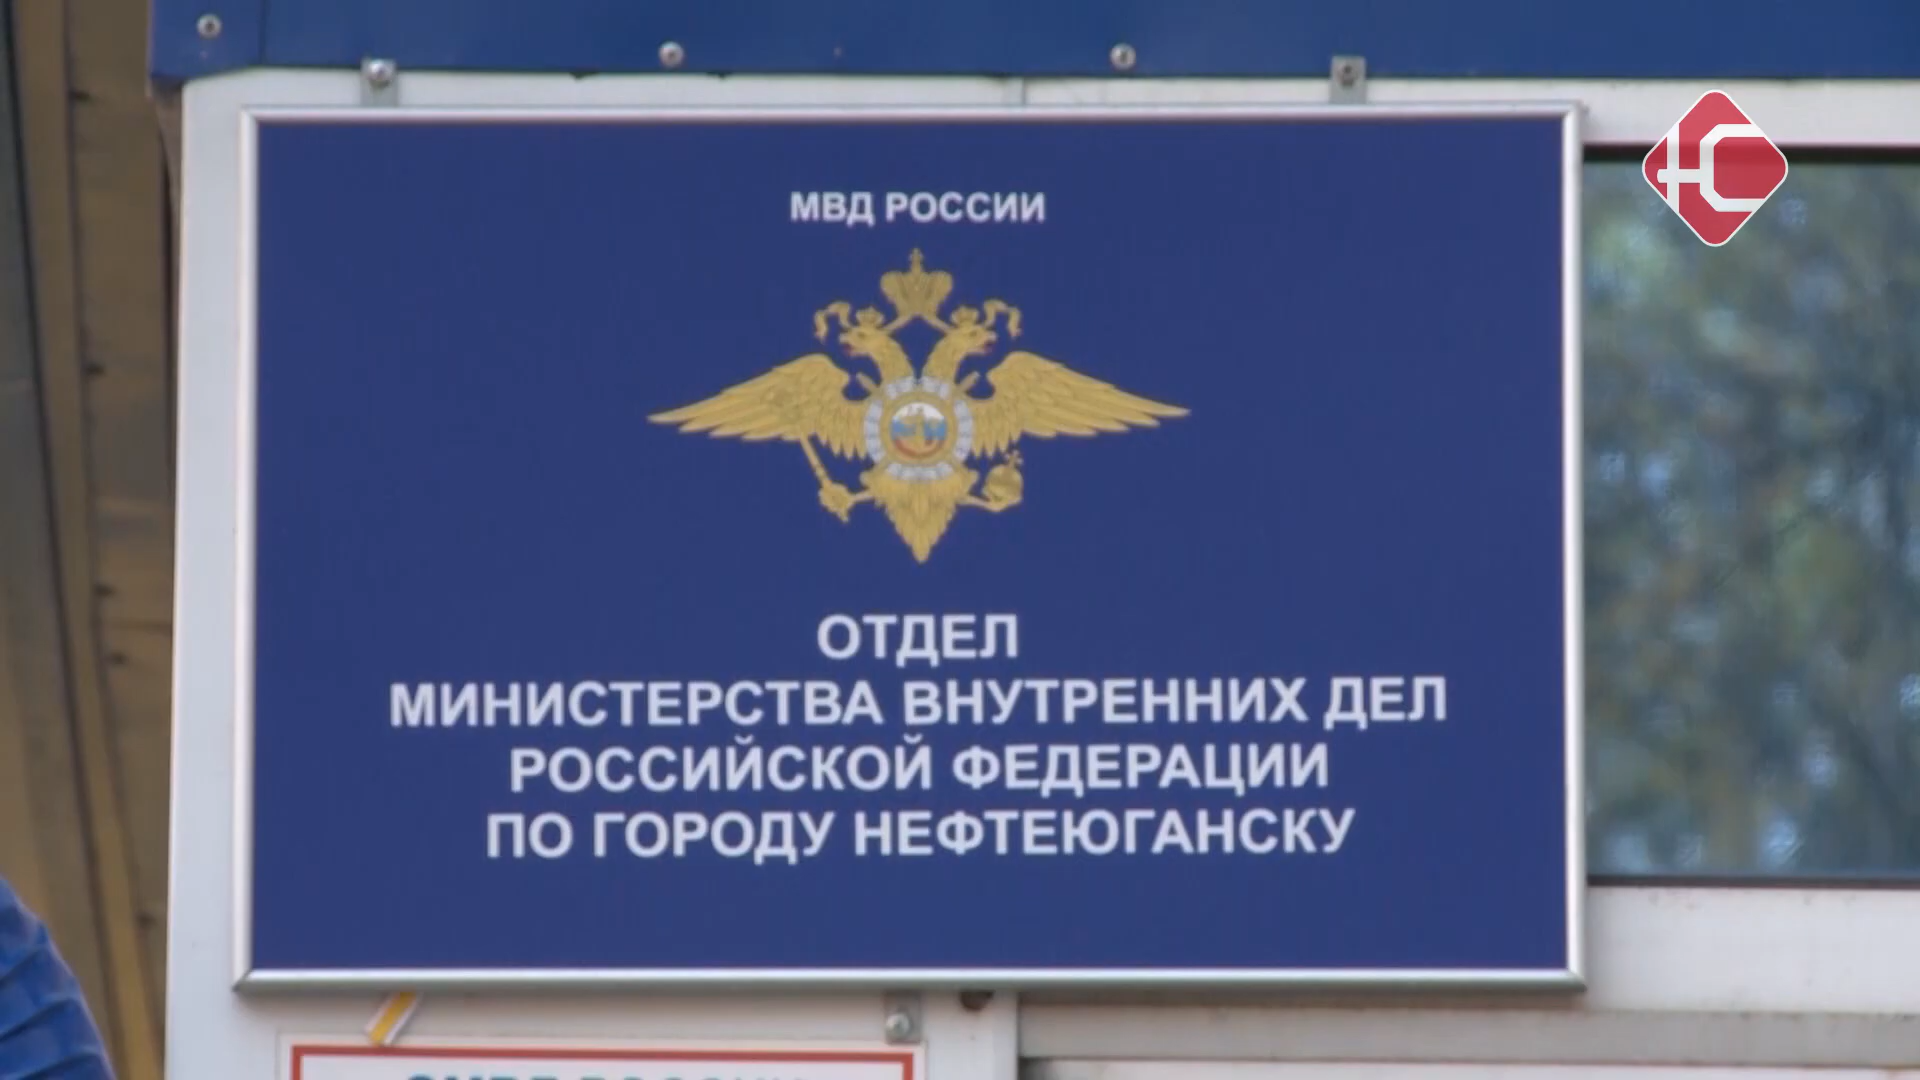 МВД РОССИИ
ОТДЕЛ
МИНИСТЕРСТВА ВНУТРЕННИХ ДЕЛ
РОССИЙСКОЙ ФЕДЕРАЦИИ
ПО ГОРОДУ НЕФТЕЮГАНСКУ